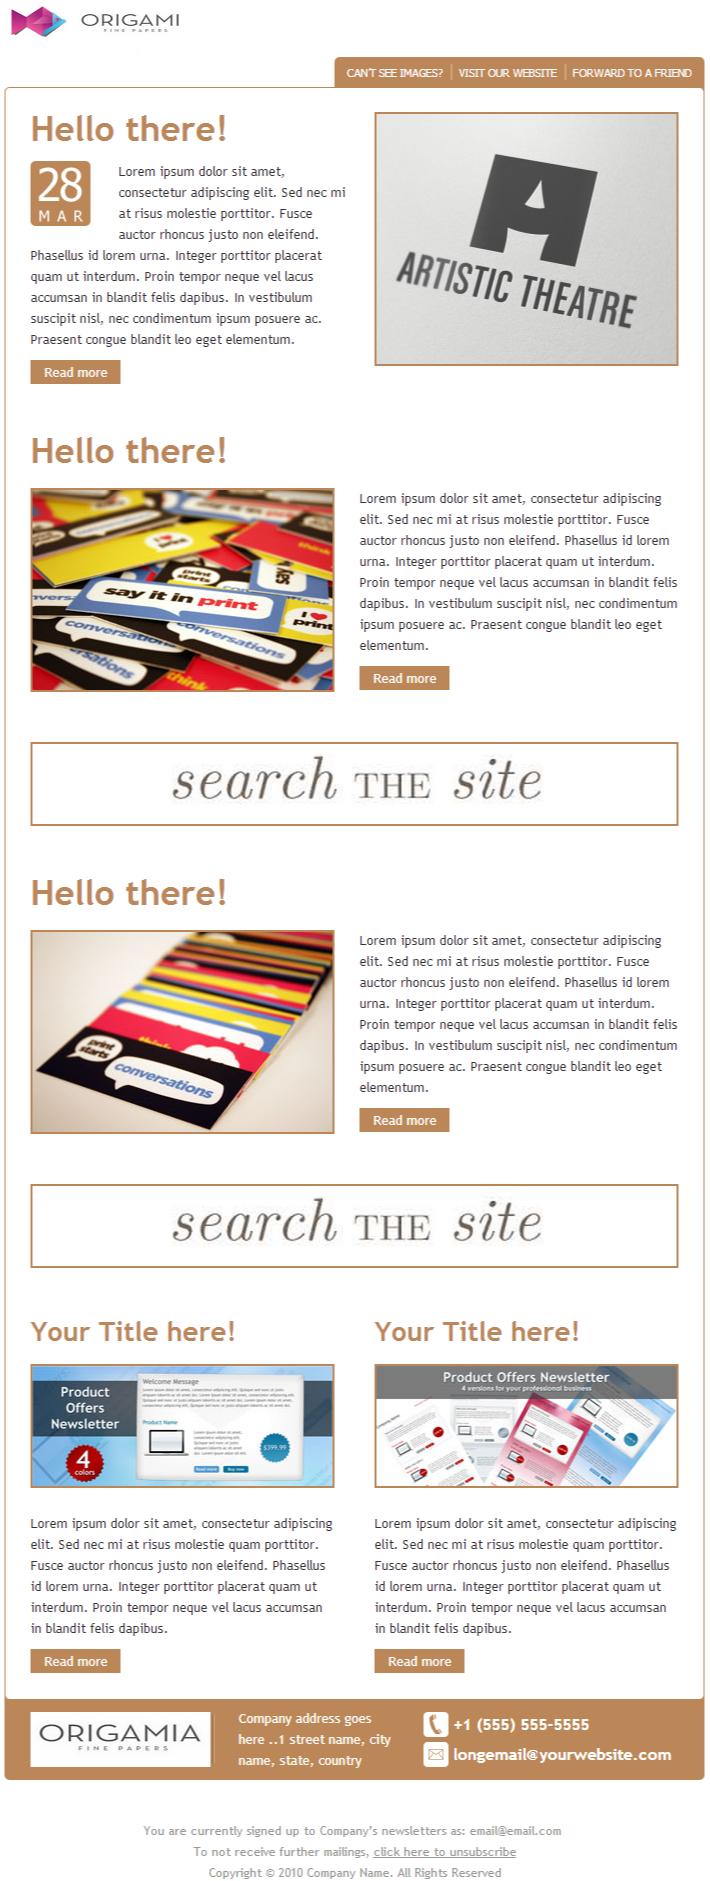 ORIGAMI
FINE PAPERS
CAN'T SEE IMAGES? | VISIT OUR WEBSITE | FORWARD TO A FRIEND
Hello there!
28
MAR
Lorem ipsum dolor sit amet,
consectetur adipiscing elit. Sed nec mi
at risus molestie porttitor. Fusce
auctor rhoncus justo non eleifend.
Phasellus id lorem urna. Integer porttitor placerat
quam ut interdum. Proin tempor neque vel lacus
accumsan in blandit felis dapibus. In vestibulum
suscipit nisl, nec condimentum ipsum posuere ac.
Praesent congue blandit leo eget elementum.
Read more
A
ARTISTIC THEATRE
Hello there!
print
starts
think
say it in print
I ♥
print
conversations
conversations
conversations
think
Lorem ipsum dolor sit amet, consectetur adipiscing
elit. Sed nec mi at risus molestie porttitor. Fusce
auctor rhoncus justo non eleifend. Phasellus id lorem
urna. Integer porttitor placerat quam ut interdum.
Proin tempor neque vel lacus accumsan in blandit felis
dapibus. In vestibulum suscipit nisl, nec condimentum
ipsum posuere ac. Praesent congue blandit leo eget
elementum.
Read more
search THE site
Hello there!
print
starts
conversations
Lorem ipsum dolor sit amet, consectetur adipiscing
elit. Sed nec mi at risus molestie porttitor. Fusce
auctor rhoncus justo non eleifend. Phasellus id lorem
urna. Integer porttitor placerat quam ut interdum.
Proin tempor neque vel lacus accumsan in blandit felis
dapibus. In vestibulum suscipit nisl, nec condimentum
ipsum posuere ac. Praesent congue blandit leo eget
elementum.
Read more
search THE site
Your Title here!
Product
Offers
Newsletter
4
colors
Welcome Message
Product Name
$399.99
Read more
Buy now
Lorem ipsum dolor sit amet, consectetur adipiscing
elit. Sed nec mi at risus molestie quam porttitor.
Fusce auctor rhoncus justo non eleifend. Phasellus
id lorem urna. Integer porttitor placerat quam ut
interdum. Proin tempor neque vel lacus accumsan
in blandit felis dapibus.
Read more
Your Title here!
Product Offers Newsletter
4 versions for your professional business
Lorem ipsum dolor sit amet, consectetur adipiscing
elit. Sed nec mi at risus molestie quam porttitor.
Fusce auctor rhoncus justo non eleifend. Phasellus
id lorem urna. Integer porttitor placerat quam ut
interdum. Proin tempor neque vel lacus accumsan
in blandit felis dapibus.
Read more
ORIGAMIA
FINE PAPERS
Company address goes
here ..1 street name, city
name, state, country
+1 (555) 555-5555
longemail@yourwebsite.com
You are currently signed up to Company's newsletters as: email@email.com
To not receive further mailings, click here to unsubscribe
Copyright © 2010 Company Name. All Rights Reserved